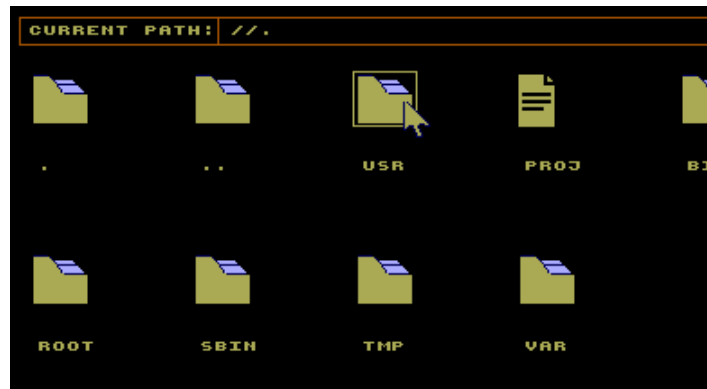 CURRENT PATH: //.
. .. USR PROJ
ROOT SBIN TMP VAR